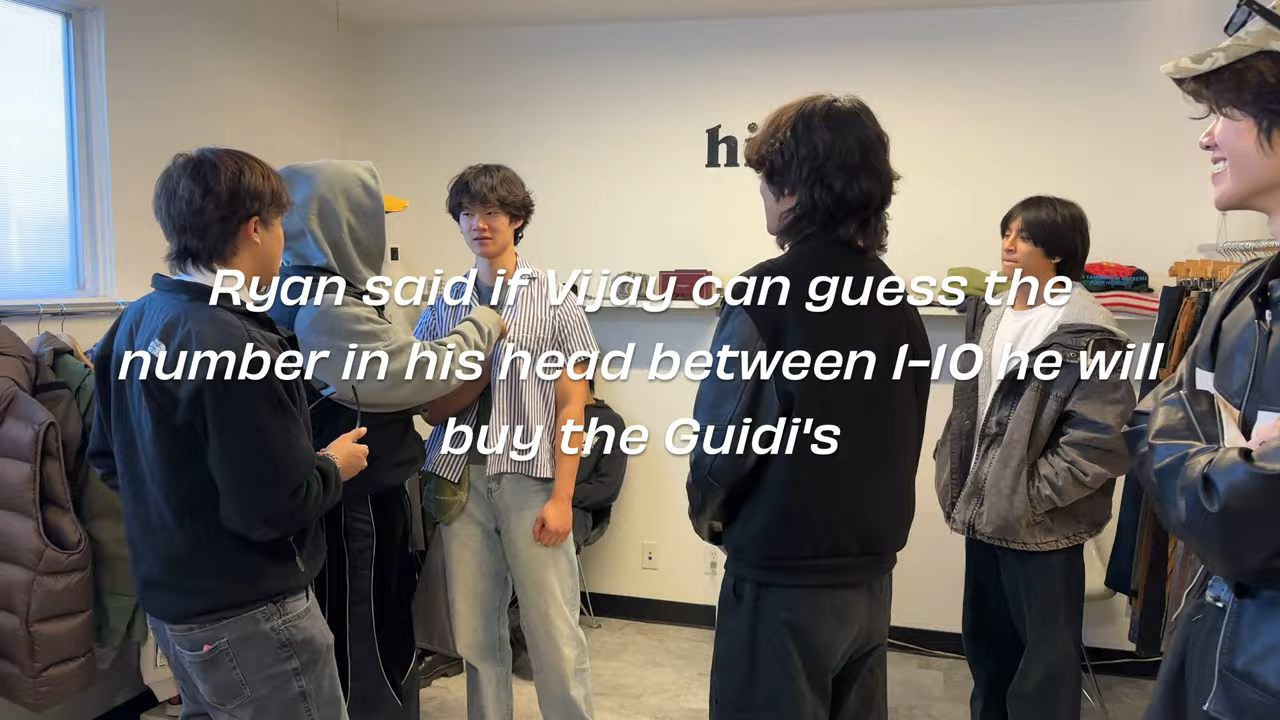 hi
Ryan said if Vijay can guess the
number in his head between 1-10 he will
buy the Guidi's